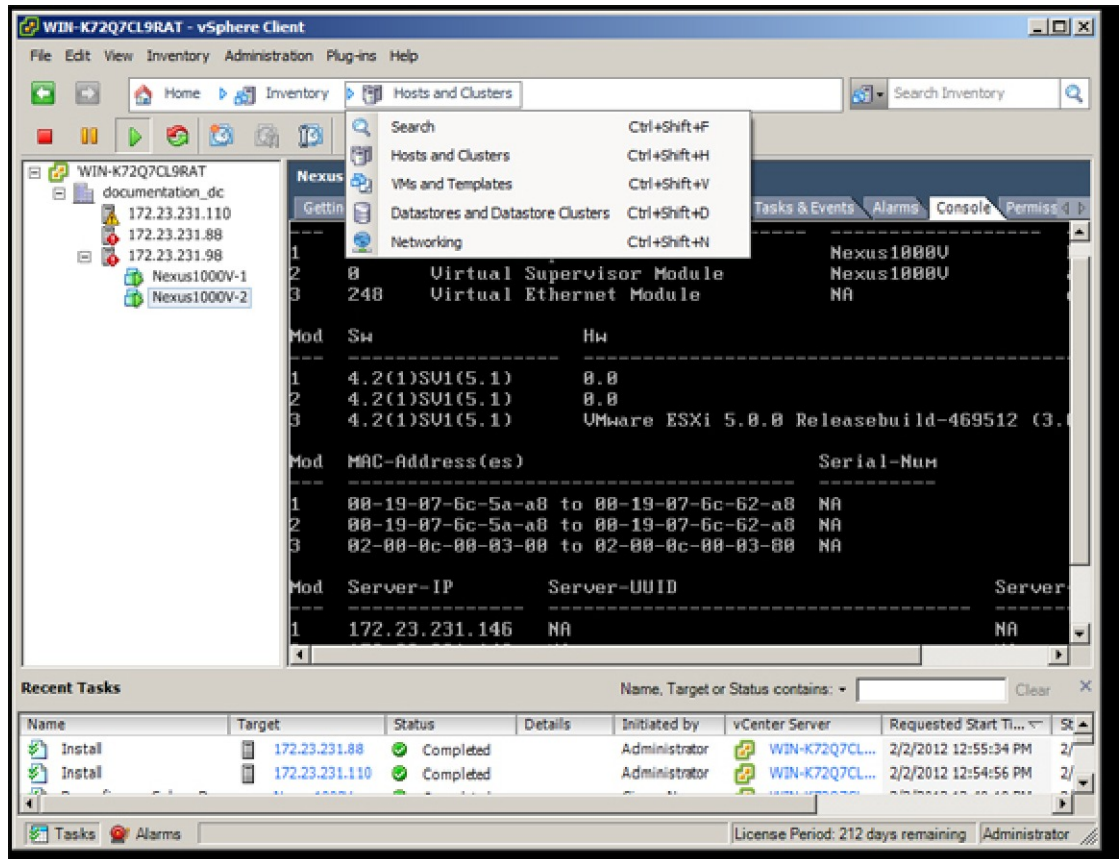 WIN-K72Q7CL9RAT - vSphere Client
File Edit View Inventory Administration Plug-ins Help
Home Inventory Hosts and Clusters Search Inventory
Search Ctrl+Shift+F
Hosts and Clusters Ctrl+Shift+H
VMs and Templates Ctrl+Shift+V
Datastores and Datastore Clusters Ctrl+Shift+D
Networking Ctrl+Shift+N
WIN-K72Q7CL9RAT
documentation_dc
172.23.231.110
172.23.231.88
172.23.231.98
Nexus1000V-1
Nexus1000V-2
Nexus
Gettin Tasks & Events Alarms Console Permiss
--- ------------------
1 Nexus1000V
2 0 Virtual Supervisor Module Nexus1000V
3 248 Virtual Ethernet Module NA
Mod Sw Hw
--- ------------------ ------------------------------------------
1 4.2(1)SV1(5.1) 0.0
2 4.2(1)SV1(5.1) 0.0
3 4.2(1)SV1(5.1) VMware ESXi 5.0.0 Releasebuild-469512 (3.
Mod MAC-Address(es) Serial-Num
--- -------------------------------------- ----------
1 00-19-07-6c-5a-a8 to 00-19-07-6c-62-a8 NA
2 00-19-07-6c-5a-a8 to 00-19-07-6c-62-a8 NA
3 02-00-0c-00-03-00 to 02-00-0c-00-03-80 NA
Mod Server-IP Server-UUID Server-
--- --------------- ------------------------------------ ------
1 172.23.231.146 NA NA
Recent Tasks Name, Target or Status contains: Clear
Name Target Status Details Initiated by vCenter Server Requested Start Ti... St
Install 172.23.231.88 Completed Administrator WIN-K72Q7CL... 2/2/2012 12:55:34 PM 2/
Install 172.23.231.110 Completed Administrator WIN-K72Q7CL... 2/2/2012 12:54:56 PM 2/
Tasks Alarms License Period: 212 days remaining Administrator